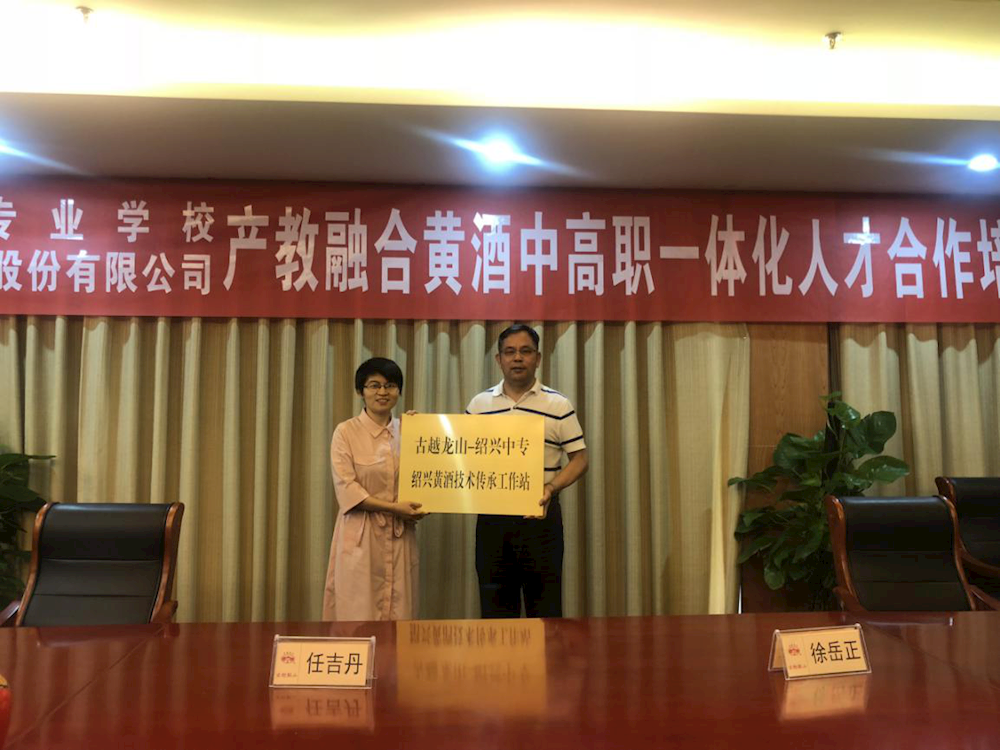 专业学校
股份有限公司
产教融合黄酒中高职一体化人才合作培
古越龙山-绍兴中专
绍兴黄酒技术传承工作站
任吉丹
徐岳正